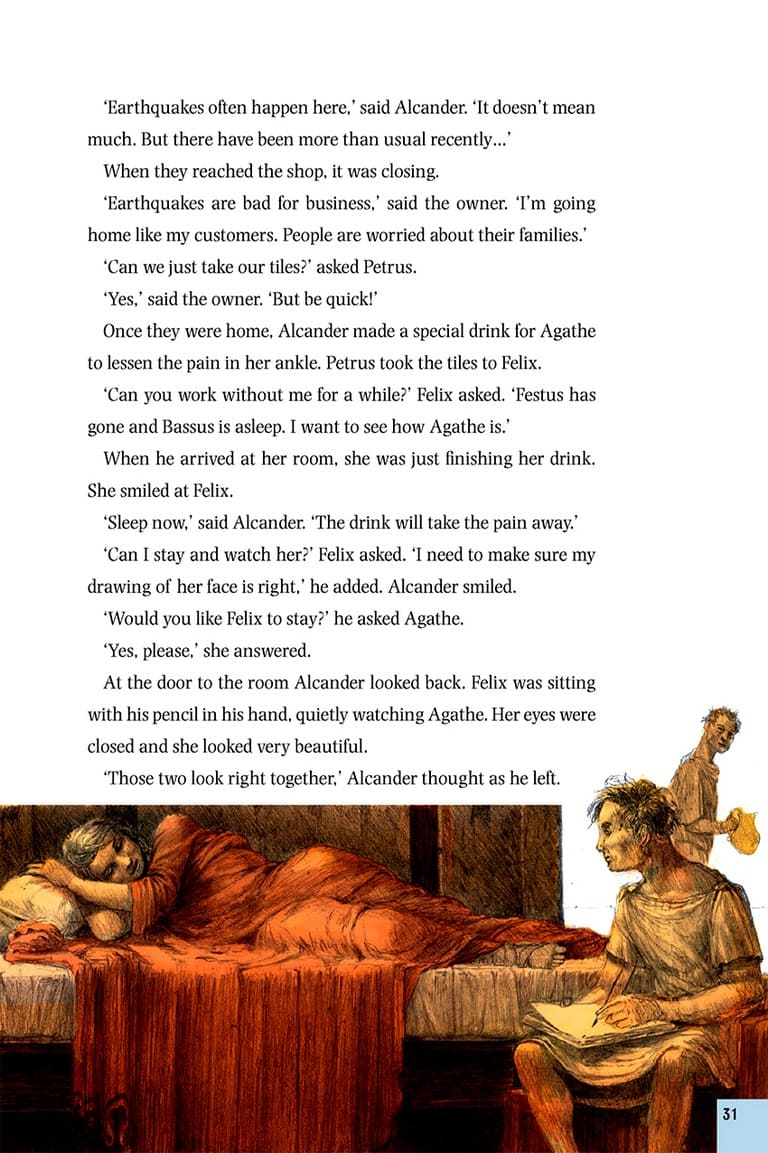 ‘Earthquakes often happen here,’ said Alcander. ‘It doesn’t mean
much. But there have been more than usual recently...’
When they reached the shop, it was closing.
‘Earthquakes are bad for business,’ said the owner. ‘I’m going
home like my customers. People are worried about their families.’
‘Can we just take our tiles?’ asked Petrus.
‘Yes,’ said the owner. ‘But be quick!’
Once they were home, Alcander made a special drink for Agathe
to lessen the pain in her ankle. Petrus took the tiles to Felix.
‘Can you work without me for a while?’ Felix asked. ‘Festus has
gone and Bassus is asleep. I want to see how Agathe is.’
When he arrived at her room, she was just finishing her drink.
She smiled at Felix.
‘Sleep now,’ said Alcander. ‘The drink will take the pain away.’
‘Can I stay and watch her?’ Felix asked. ‘I need to make sure my
drawing of her face is right,’ he added. Alcander smiled.
‘Would you like Felix to stay?’ he asked Agathe.
‘Yes, please,’ she answered.
At the door to the room Alcander looked back. Felix was sitting
with his pencil in his hand, quietly watching Agathe. Her eyes were
closed and she looked very beautiful.
‘Those two look right together,’ Alcander thought as he left.
31